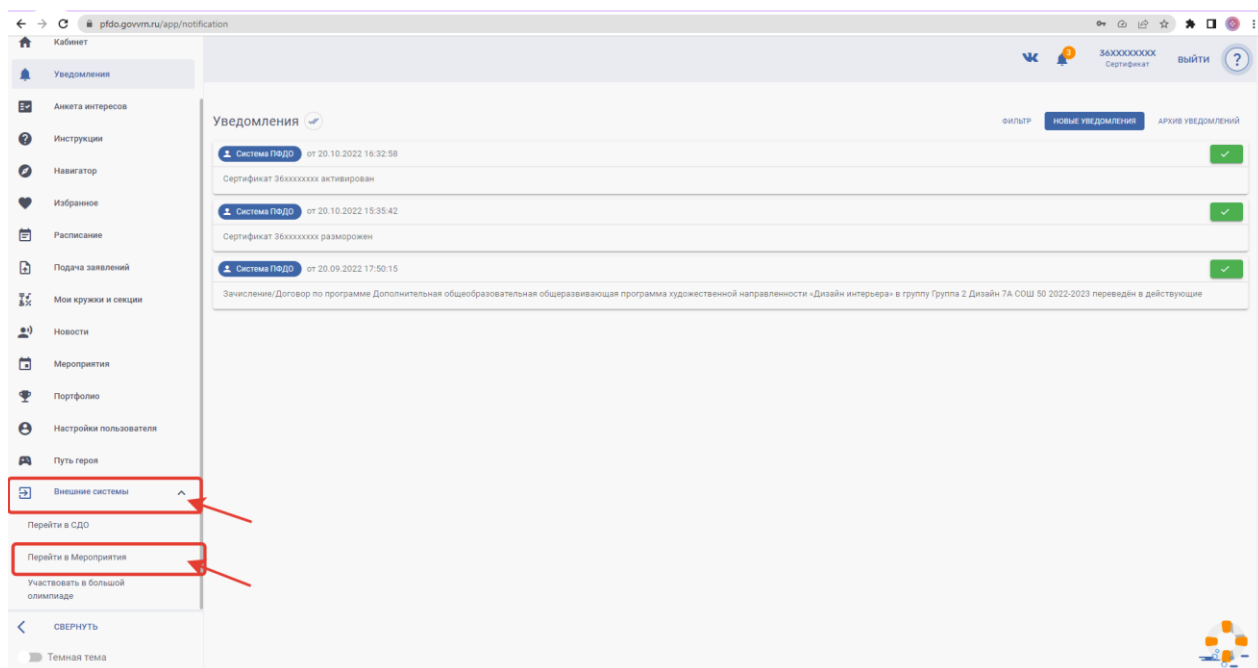 pfdo.govvrn.ru/app/notification
Кабинет
Уведомления
Анкета интересов
Инструкции
Навигатор
Избранное
Расписание
Подача заявлений
Мои кружки и секции
Новости
Мероприятия
Портфолио
Настройки пользователя
Путь героя
Внешние системы
Перейти в СДО
Перейти в Мероприятия
Участвовать в большой
олимпиаде
СВЕРНУТЬ
Темная тема
3
36XXXXXXXX
Сертификат
ВЫЙТИ
?
Уведомления
ФИЛЬТР
НОВЫЕ УВЕДОМЛЕНИЯ
АРХИВ УВЕДОМЛЕНИЙ
Система ПФДО от 20.10.2022 16:32:58
Сертификат 36xxxxxxxx активирован
Система ПФДО от 20.10.2022 15:35:42
Сертификат 36xxxxxxxx разморожен
Система ПФДО от 20.09.2022 17:50:15
Зачисление/Договор по программе Дополнительная общеобразовательная общеразвивающая программа художественной направленности «Дизайн интерьера» в группу Группа 2 Дизайн 7А СОШ 50 2022-2023 переведён в действующие